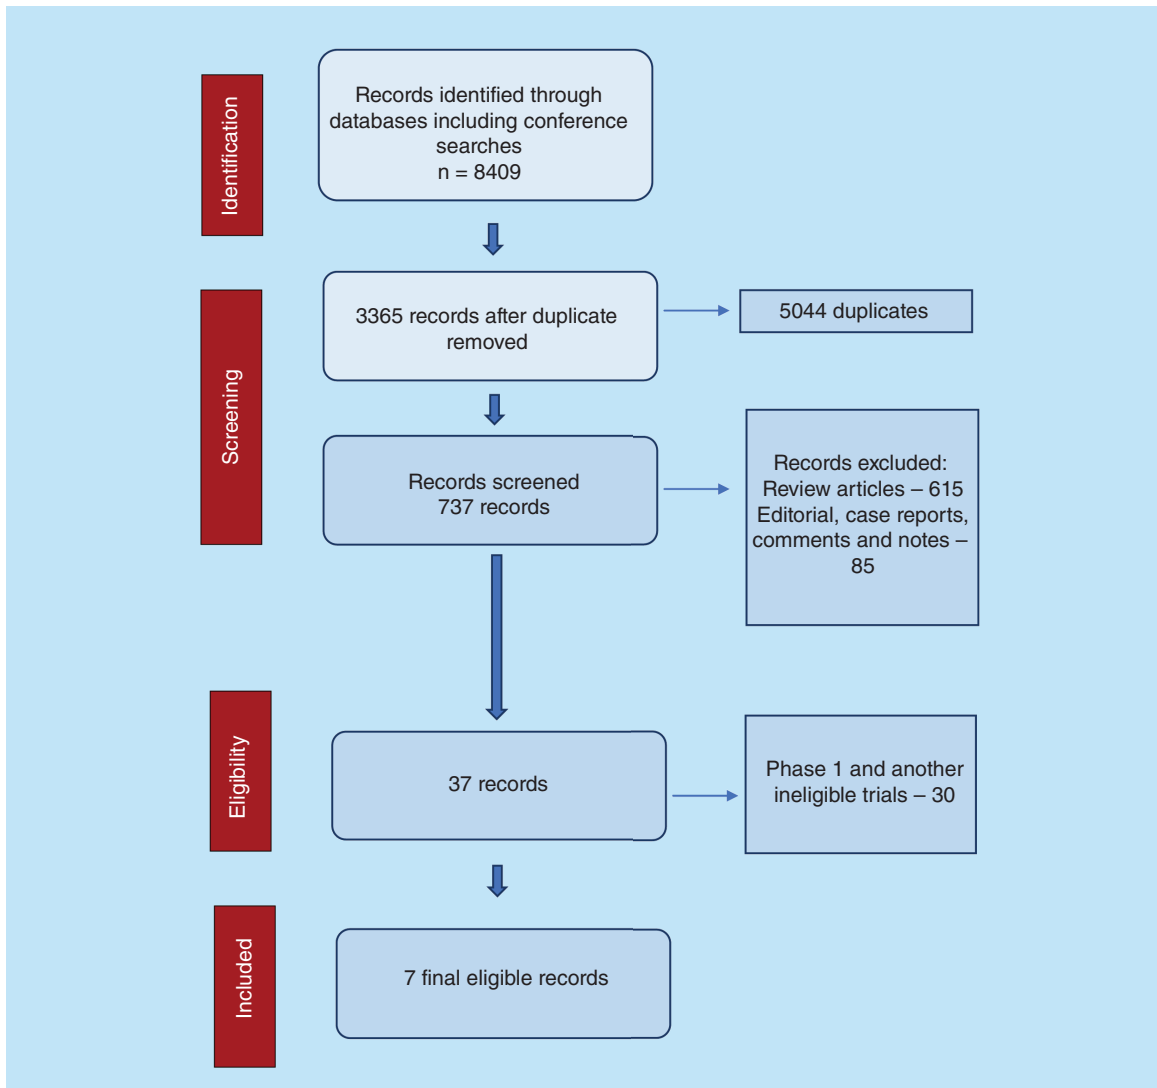 Identification
Records identified through
databases including conference
searches
n = 8409
Screening
3365 records after duplicate
removed
5044 duplicates
Records screened
737 records
Records excluded:
Review articles – 615
Editorial, case reports,
comments and notes –
85
Eligibility
37 records
Phase 1 and another
ineligible trials – 30
Included
7 final eligible records